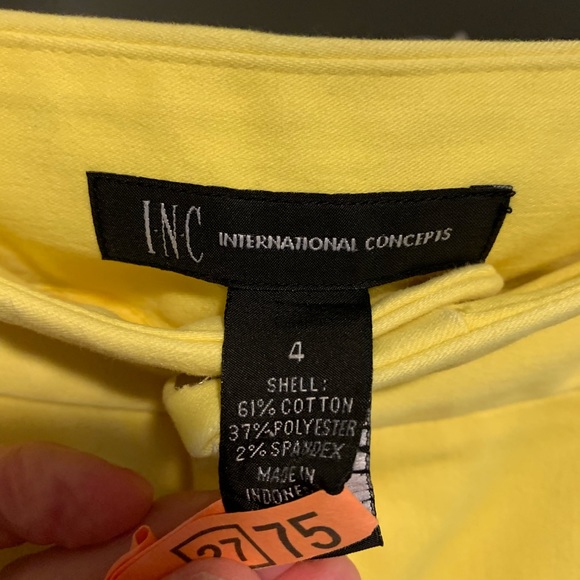 I·N·C INTERNATIONAL CONCEPTS
4
SHELL:
61% COTTON
37% POLYESTER
2% SPANDEX
MADE IN
27 75